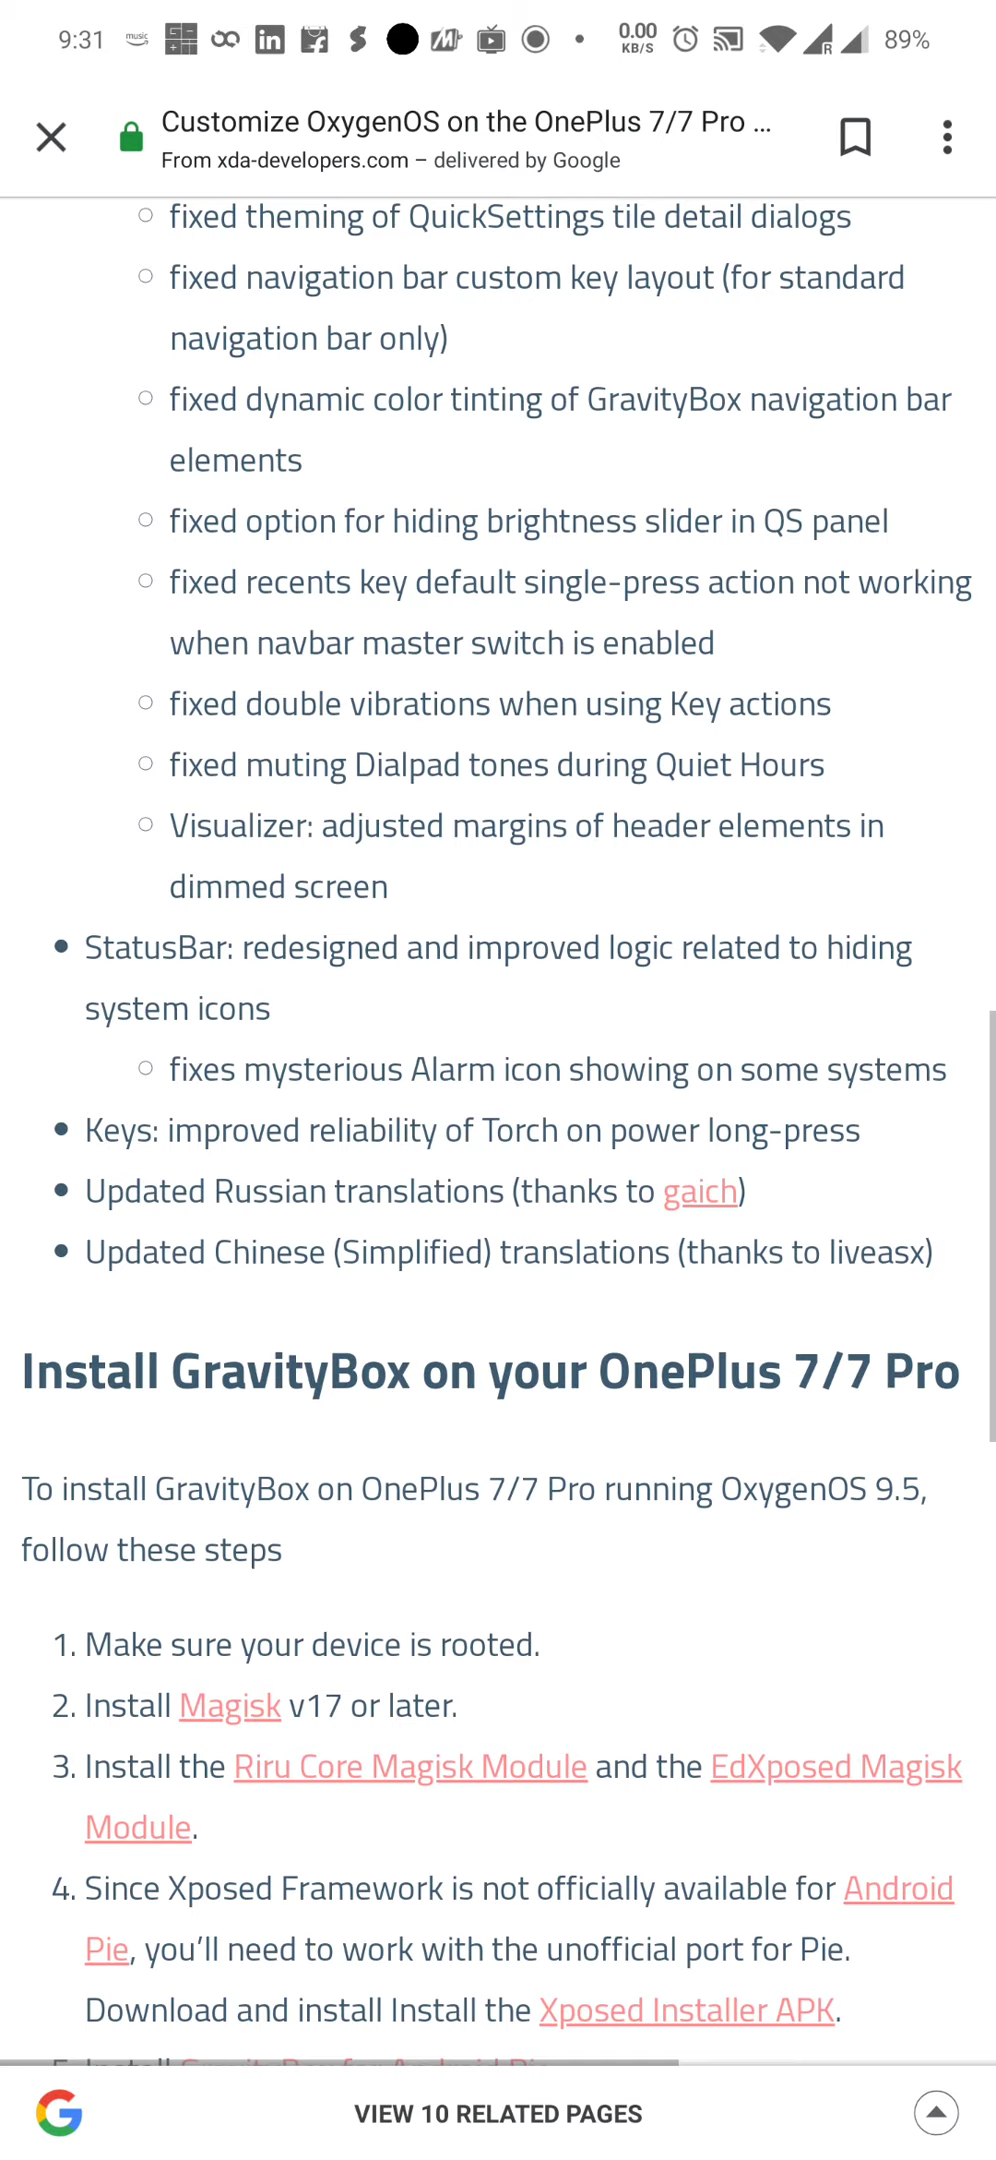 9:31 music 0.00 KB/S R 89%
Customize OxygenOS on the OnePlus 7/7 Pro ...
From xda-developers.com – delivered by Google
fixed theming of QuickSettings tile detail dialogs
fixed navigation bar custom key layout (for standard
navigation bar only)
fixed dynamic color tinting of GravityBox navigation bar
elements
fixed option for hiding brightness slider in QS panel
fixed recents key default single-press action not working
when navbar master switch is enabled
fixed double vibrations when using Key actions
fixed muting Dialpad tones during Quiet Hours
Visualizer: adjusted margins of header elements in
dimmed screen
StatusBar: redesigned and improved logic related to hiding
system icons
fixes mysterious Alarm icon showing on some systems
Keys: improved reliability of Torch on power long-press
Updated Russian translations (thanks to gaich)
Updated Chinese (Simplified) translations (thanks to liveasx)
Install GravityBox on your OnePlus 7/7 Pro
To install GravityBox on OnePlus 7/7 Pro running OxygenOS 9.5,
follow these steps
1. Make sure your device is rooted.
2. Install Magisk v17 or later.
3. Install the Riru Core Magisk Module and the EdXposed Magisk
Module.
4. Since Xposed Framework is not officially available for Android
Pie, you’ll need to work with the unofficial port for Pie.
Download and install Install the Xposed Installer APK.
5. Install GravityBox for Android Pie
VIEW 10 RELATED PAGES